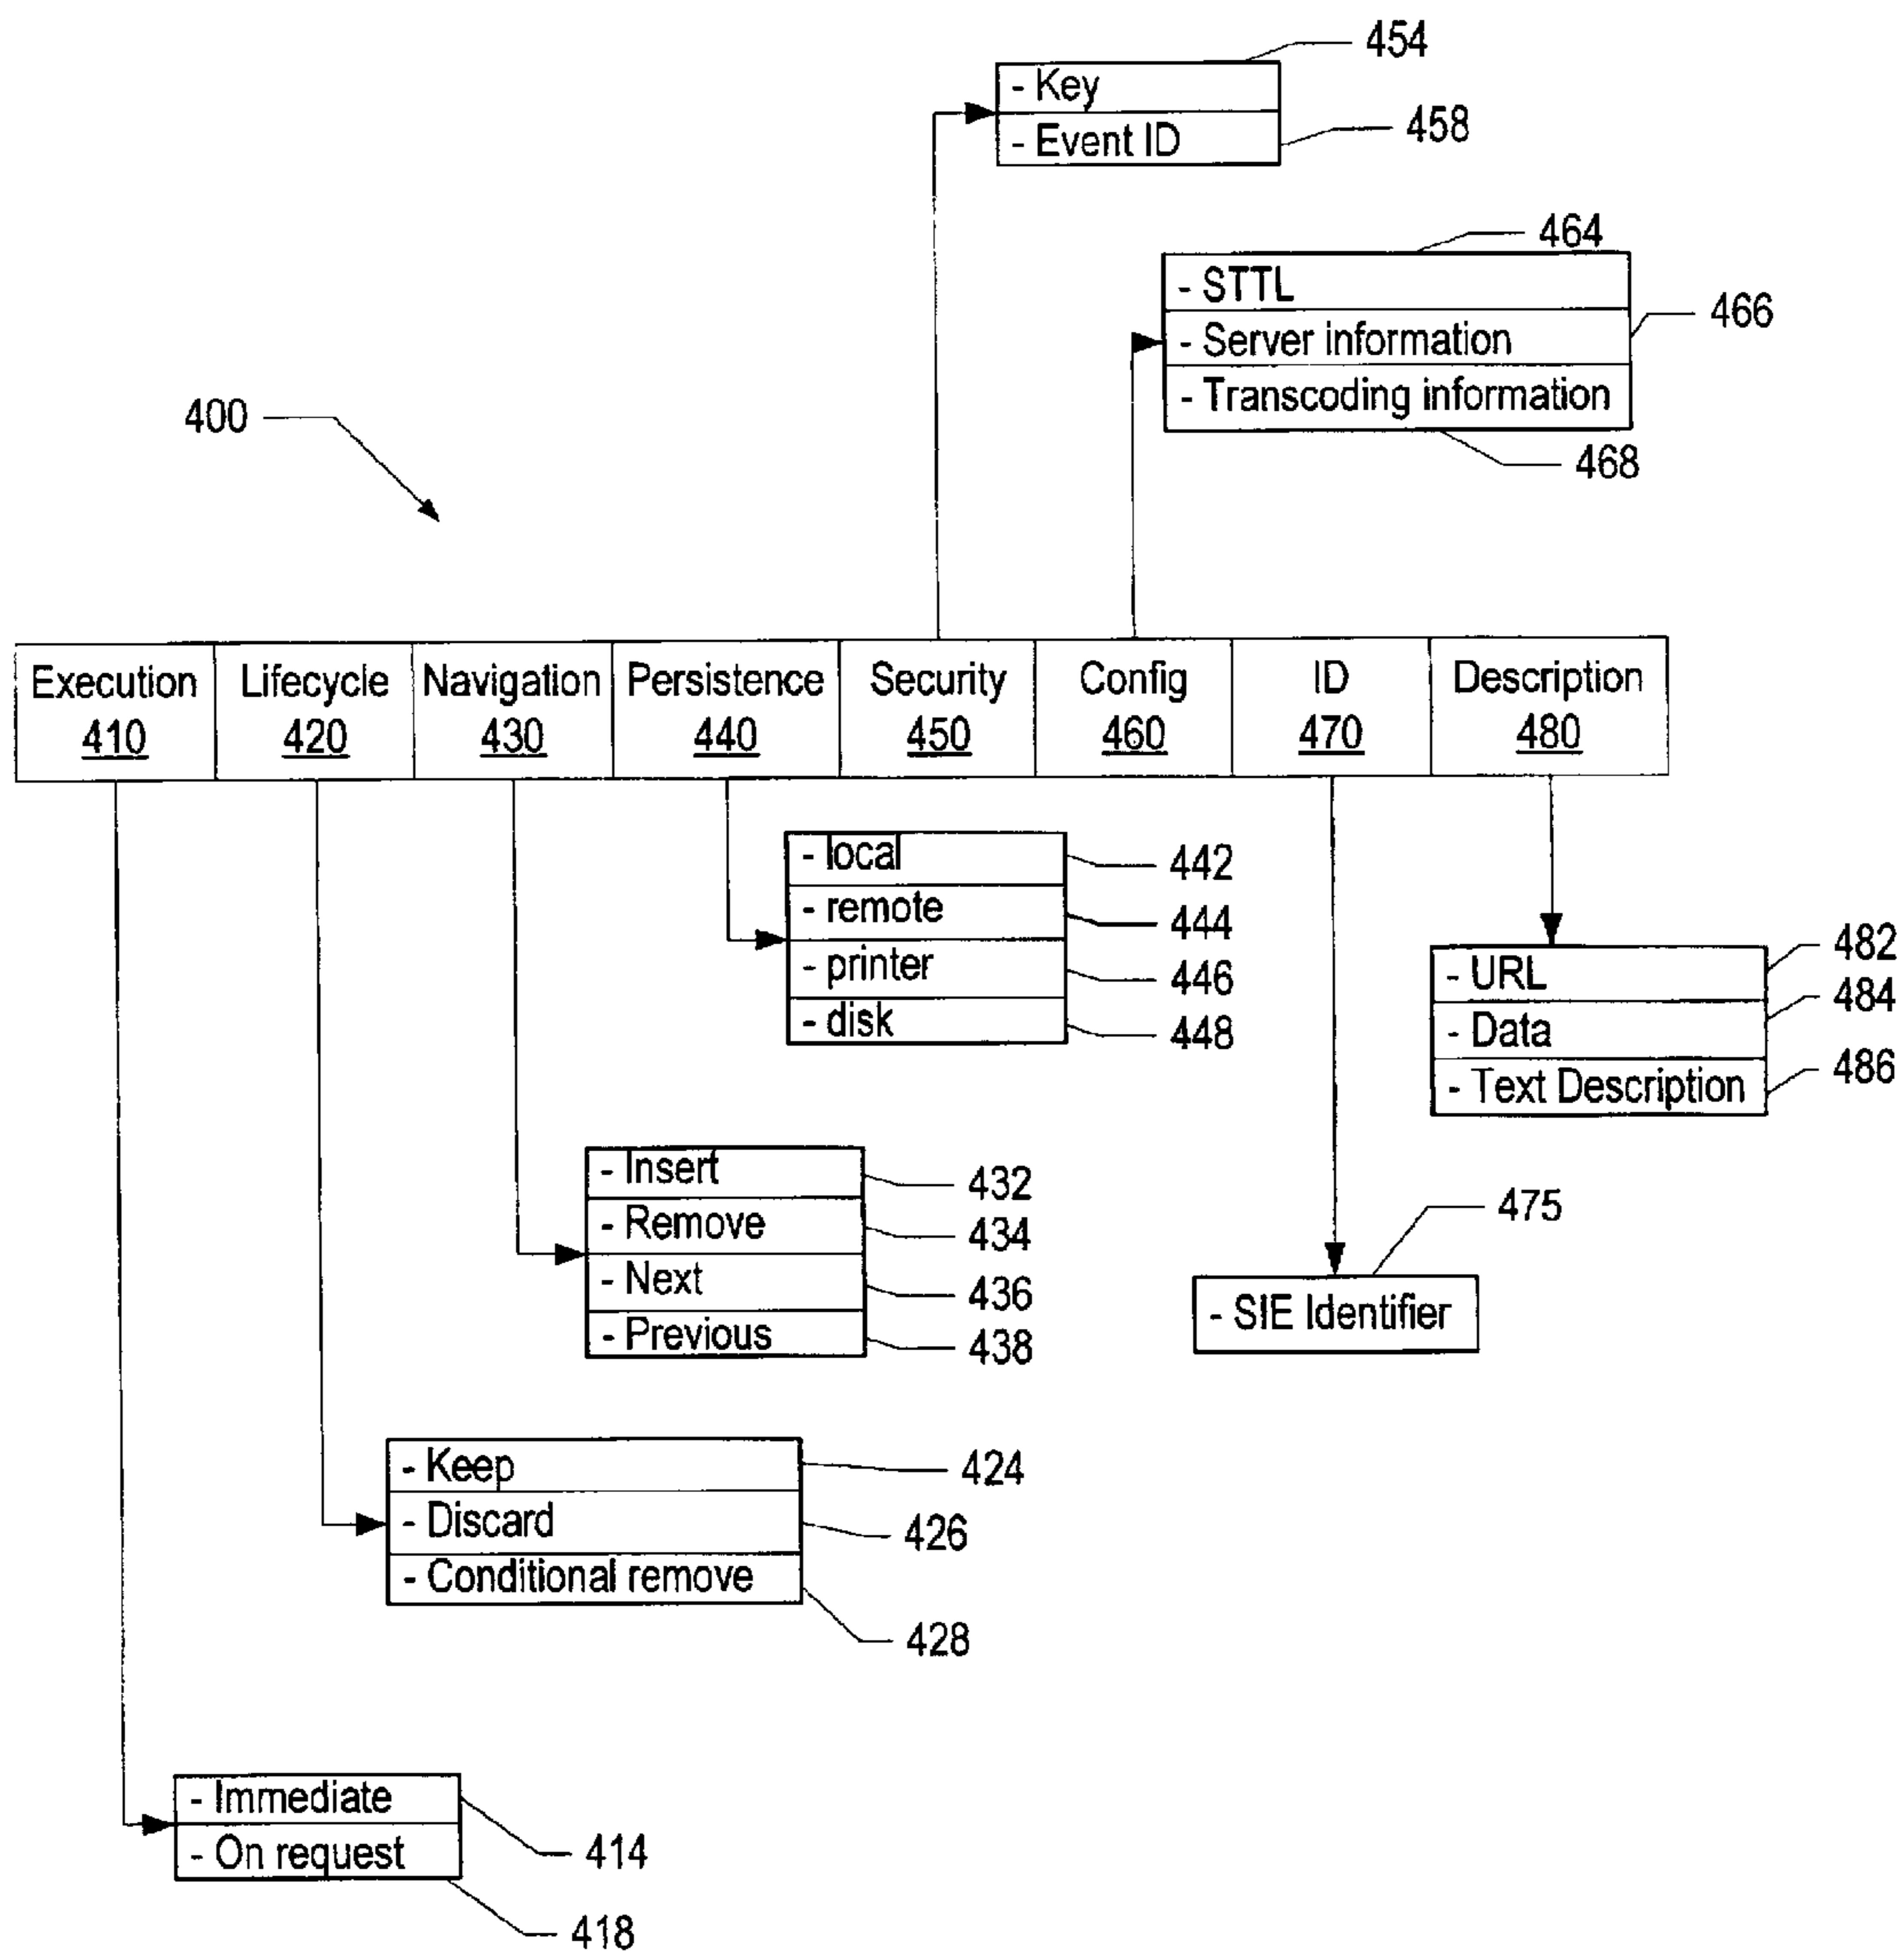 454
- Key
- Event ID
458
464
- STTL
466
- Server information
- Transcoding information
468
400
Execution Lifecycle Navigation Persistence Security Config ID Description
410 420 430 440 450 460 470 480
- local 442
- remote 444
- printer 446
- disk 448
482
- URL
484
- Data
486
- Text Description
- Insert 432
- Remove 434
- Next 436
- Previous 438
475
- SIE Identifier
- Keep 424
- Discard 426
- Conditional remove
428
- Immediate
- On request 414
418